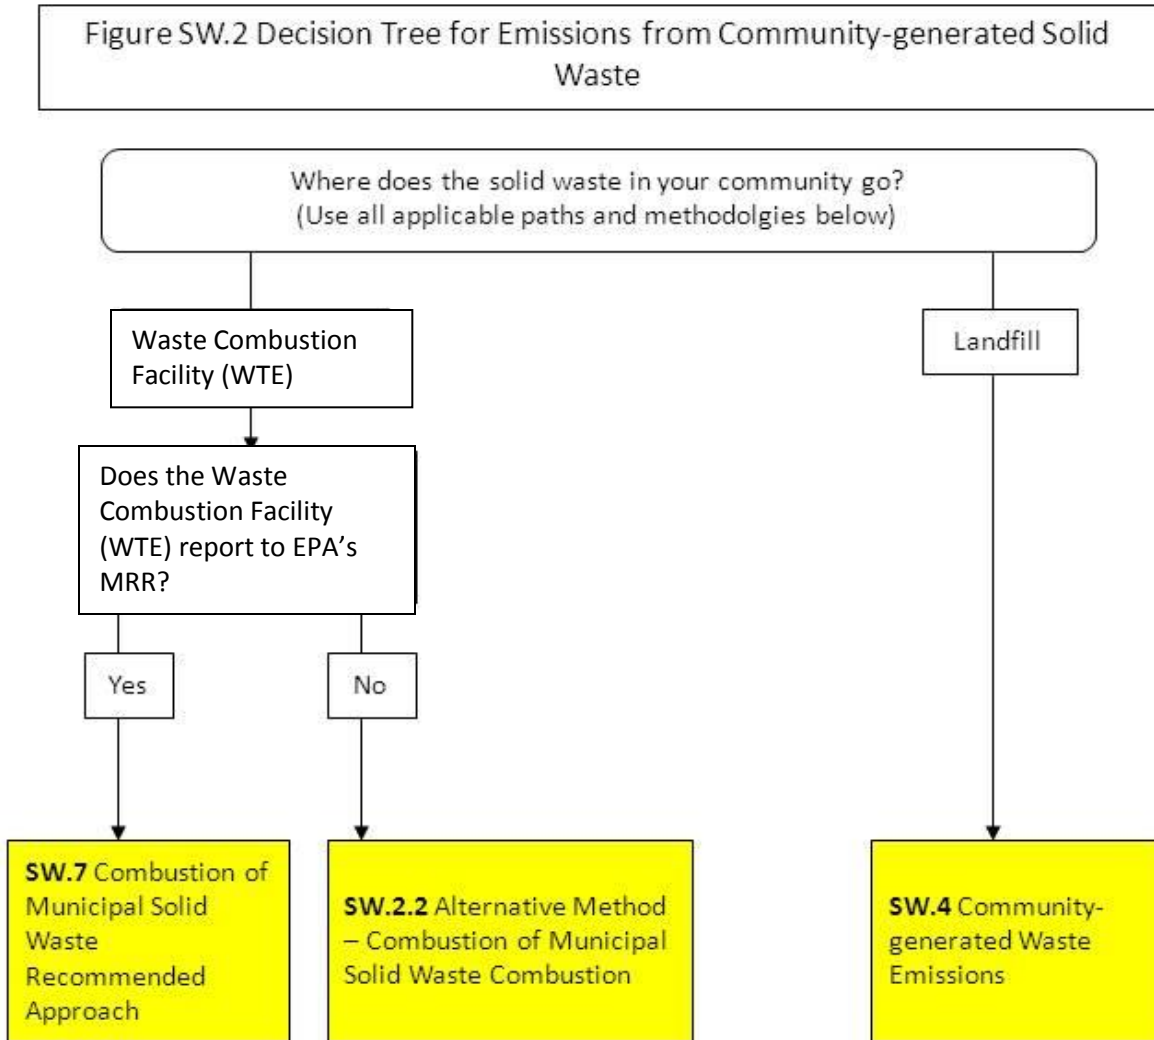 Figure SW.2 Decision Tree for Emissions from Community-generated Solid
Waste
Where does the solid waste in your community go?
(Use all applicable paths and methodolgies below)
Waste Combustion
Facility (WTE)
Landfill
Does the Waste
Combustion Facility
(WTE) report to EPA’s
MRR?
Yes
No
SW.7 Combustion of
Municipal Solid
Waste
Recommended
Approach
SW.2.2 Alternative Method
– Combustion of Municipal
Solid Waste Combustion
SW.4 Community-
generated Waste
Emissions